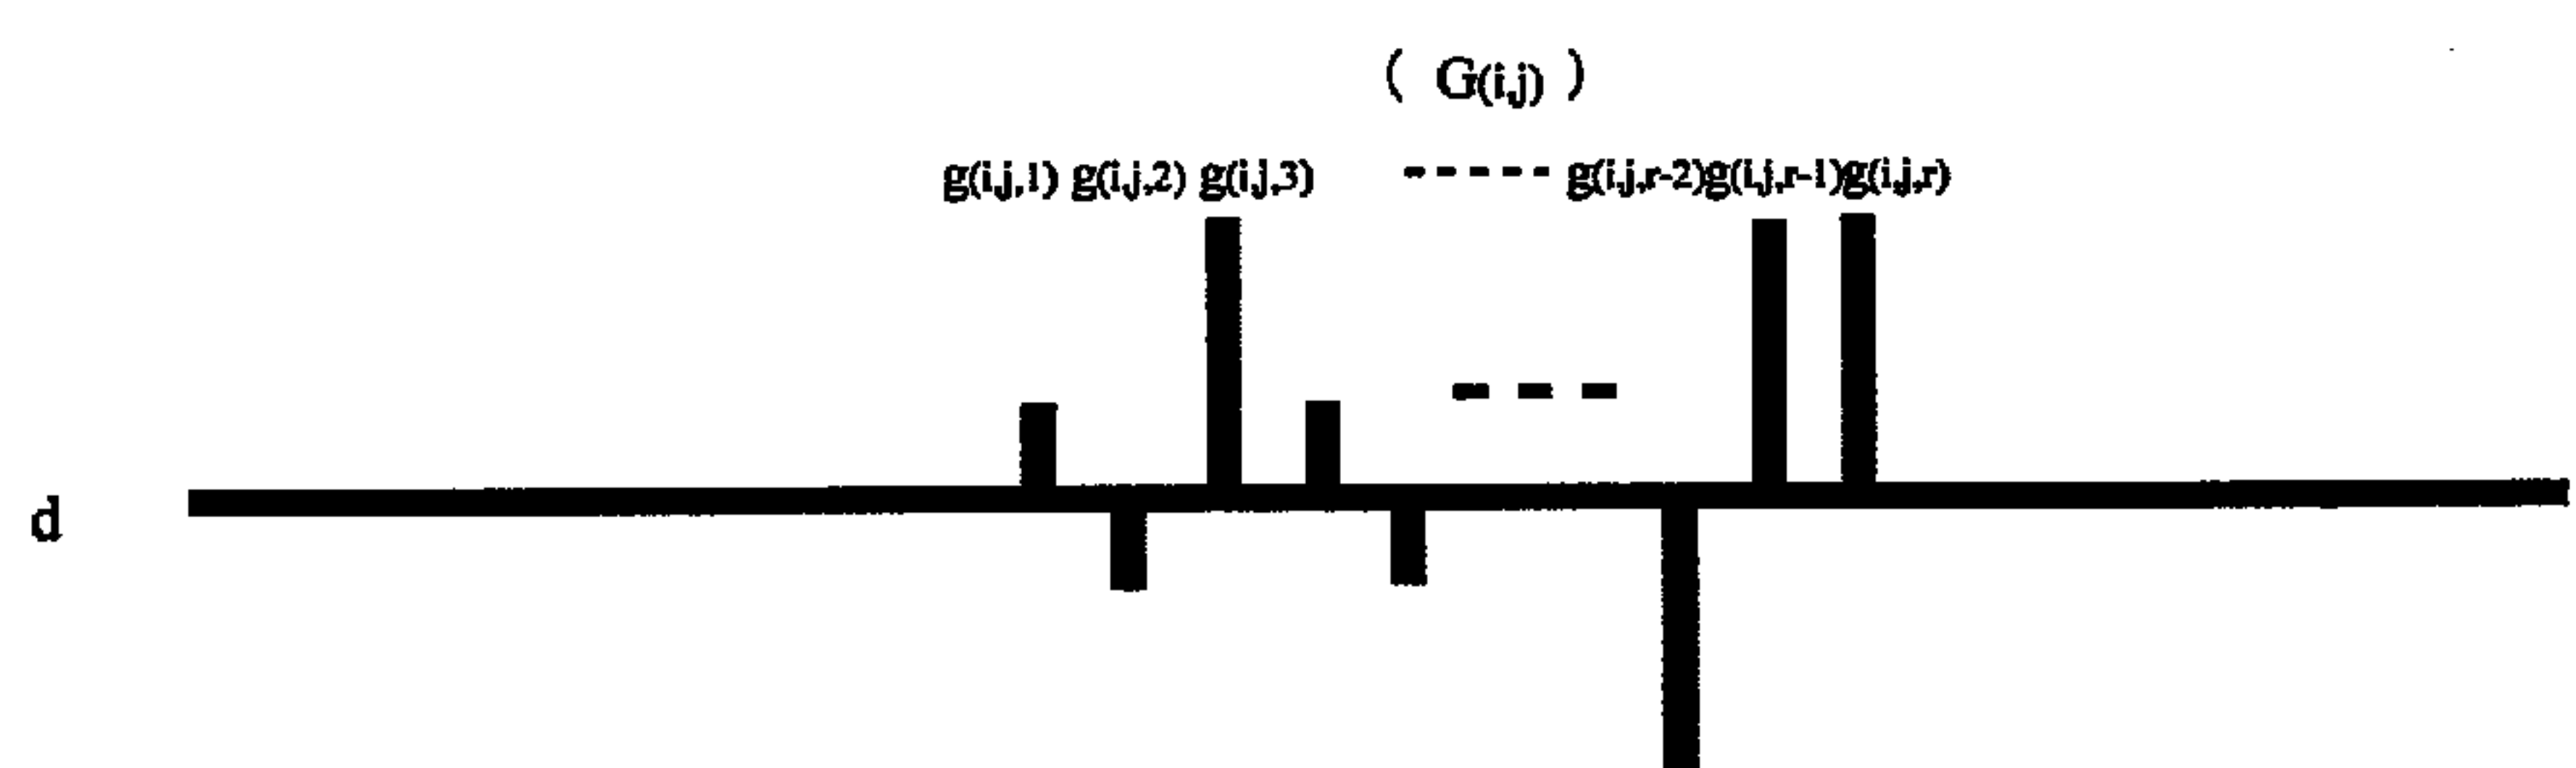 ( G(i,j) )
g(i,j,1) g(i,j,2) g(i,j,3) ----- g(i,j,r-2)g(i,j,r-1)g(i,j,r)
d